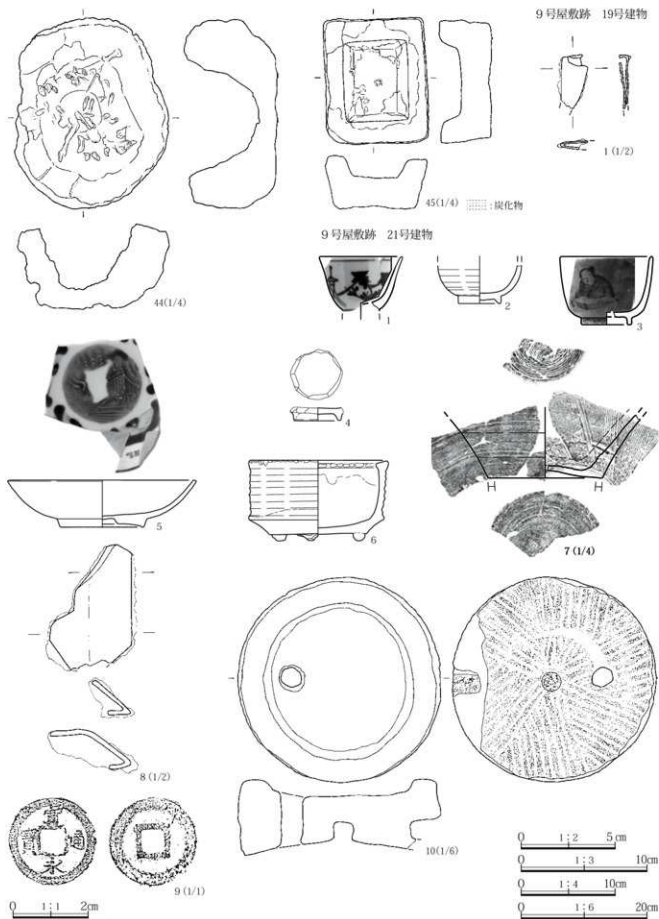 9号屋敷跡　19号建物
1 (1/2)
44(1/4)
45(1/4)
:炭化物
9号屋敷跡　21号建物
1
2
3
4
5
6
7 (1/4)
8 (1/2)
9 (1/1)
10(1/6)
0 1:1 2cm
0 1:2 5cm
0 1:3 10cm
0 1:4 10cm
0 1:6 20cm